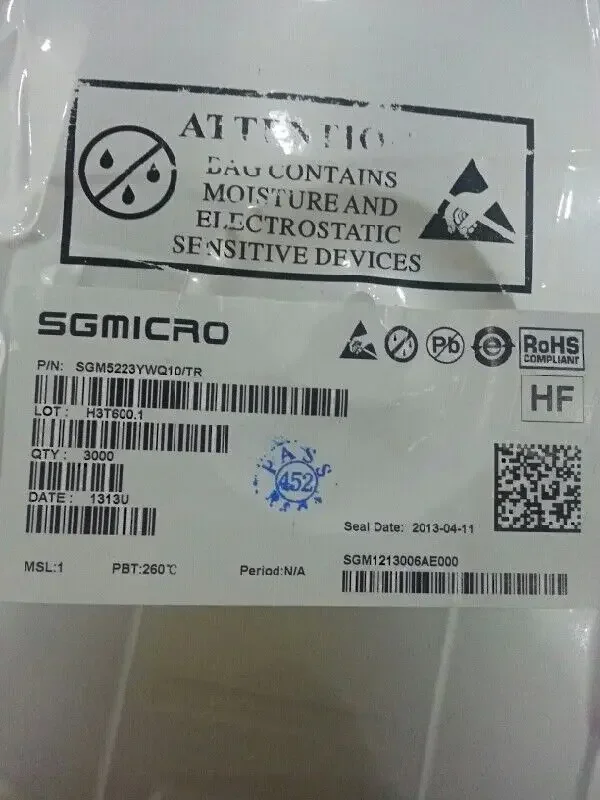 BAG CONTAINS
MOISTURE AND
ELECTROSTATIC
SENSITIVE DEVICES
SGMICRO
Pb
e
RoHS
COMPLIANT
HF
P/N: SGM5223YWQ10/TR
LOT: H3T600.1
QTY: 3000
DATE: 1313U
PASS
452
Seal Date: 2013-04-11
MSL:1 PBT:260℃ Period:N/A
SGM1213006AE000